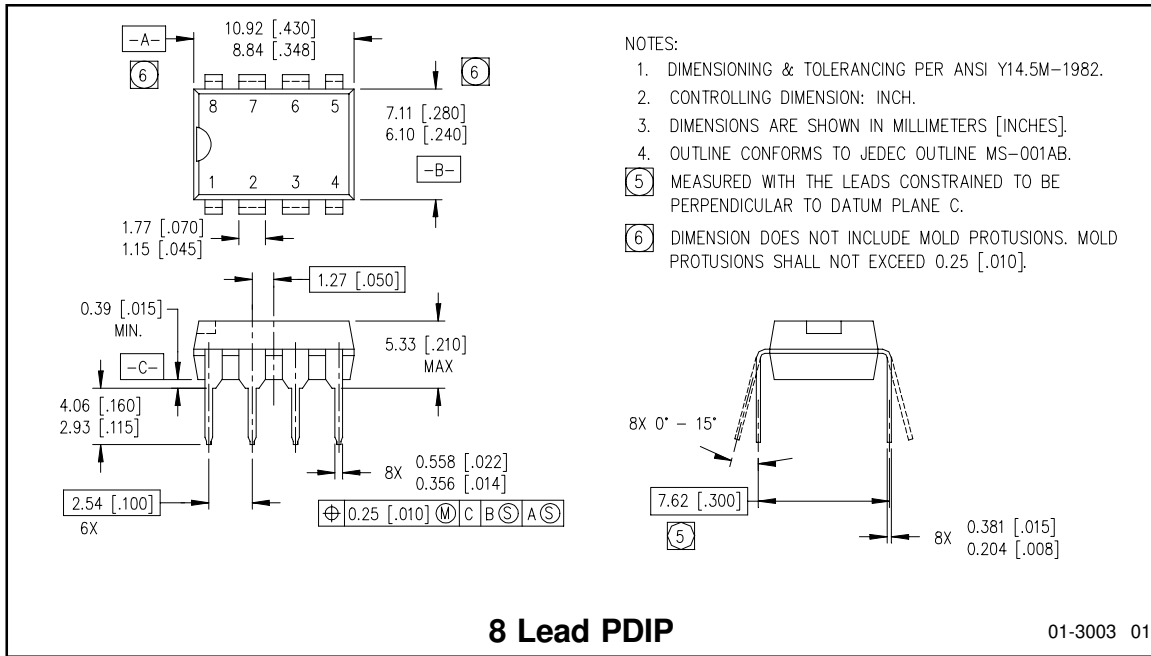 -A-
10.92 [.430]
8.84 [.348]
6
6
8 7 6 5
7.11 [.280]
6.10 [.240]
-B-
1 2 3 4
1.77 [.070]
1.15 [.045]
1.27 [.050]
0.39 [.015]
MIN.
5.33 [.210]
MAX
-C-
4.06 [.160]
2.93 [.115]
8X 0.558 [.022]
0.356 [.014]
2.54 [.100]
6X
⌖ 0.25 [.010] Ⓜ C B Ⓢ A Ⓢ
NOTES:
1. DIMENSIONING & TOLERANCING PER ANSI Y14.5M-1982.
2. CONTROLLING DIMENSION: INCH.
3. DIMENSIONS ARE SHOWN IN MILLIMETERS [INCHES].
4. OUTLINE CONFORMS TO JEDEC OUTLINE MS-001AB.
5 MEASURED WITH THE LEADS CONSTRAINED TO BE
PERPENDICULAR TO DATUM PLANE C.
6 DIMENSION DOES NOT INCLUDE MOLD PROTUSIONS. MOLD
PROTUSIONS SHALL NOT EXCEED 0.25 [.010].
8X 0° - 15°
7.62 [.300]
5
8X 0.381 [.015]
0.204 [.008]
8 Lead PDIP
01-3003 01